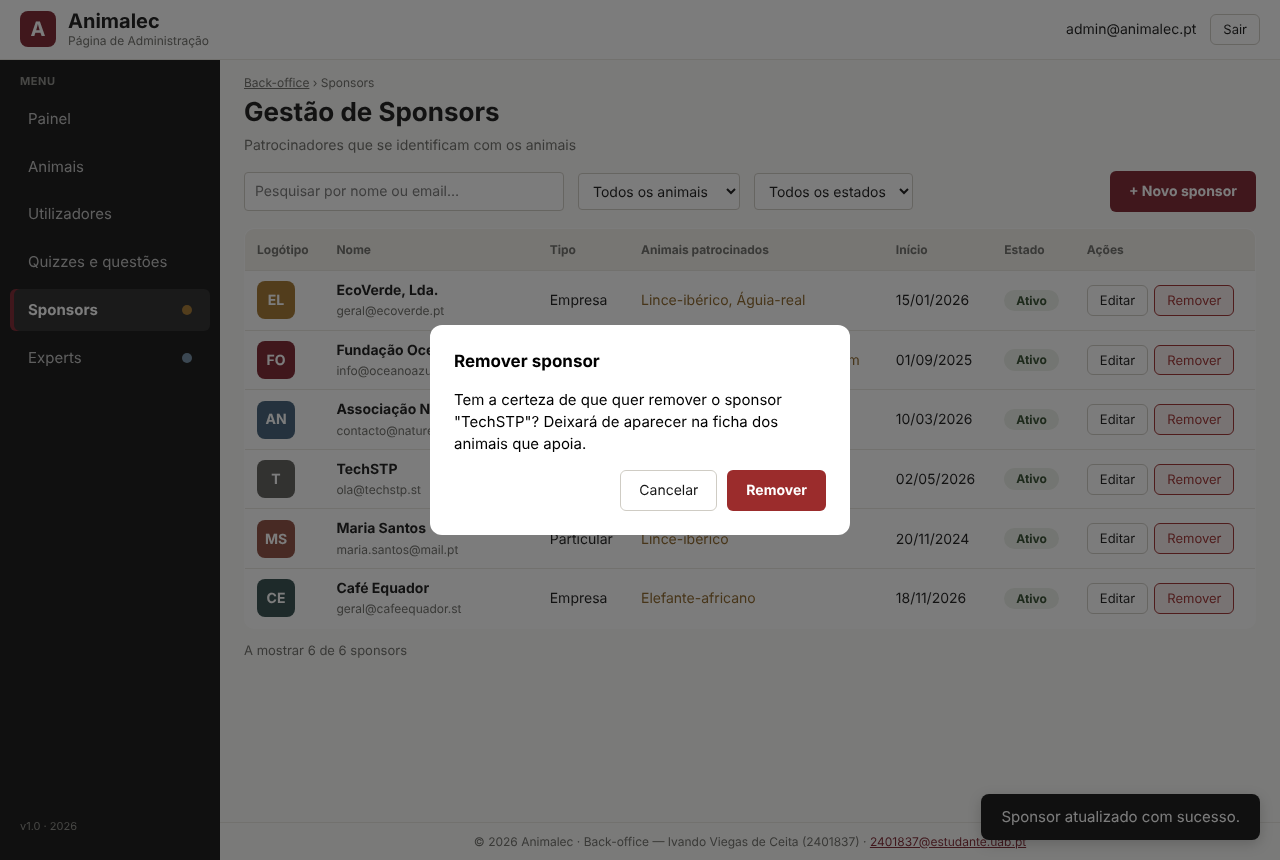 A
Animalec
Página de Administração
admin@animalec.pt
Sair
MENU
Painel
Animais
Utilizadores
Quizzes e questões
Sponsors
Experts
v1.0 · 2026
Back-office › Sponsors
Gestão de Sponsors
Patrocinadores que se identificam com os animais
Pesquisar por nome ou email...
Todos os animais
Todos os estados
+ Novo sponsor
Logótipo Nome Tipo Animais patrocinados Início Estado Ações
EL EcoVerde, Lda. Empresa Lince-ibérico, Águia-real 15/01/2026 Ativo Editar Remover
geral@ecoverde.pt
FO Fundação Oce m 01/09/2025 Ativo Editar Remover
info@oceanoazu
AN Associação N 10/03/2026 Ativo Editar Remover
contacto@nature
T TechSTP 02/05/2026 Ativo Editar Remover
ola@techstp.st
MS Maria Santos Particular Lince-ibérico 20/11/2024 Ativo Editar Remover
maria.santos@mail.pt
CE Café Equador Empresa Elefante-africano 18/11/2026 Ativo Editar Remover
geral@cafeequador.st
A mostrar 6 de 6 sponsors
Remover sponsor
Tem a certeza de que quer remover o sponsor
"TechSTP"? Deixará de aparecer na ficha dos
animais que apoia.
Cancelar
Remover
Sponsor atualizado com sucesso.
© 2026 Animalec · Back-office — Ivando Viegas de Ceita (2401837) · 2401837@estudante.uab.pt